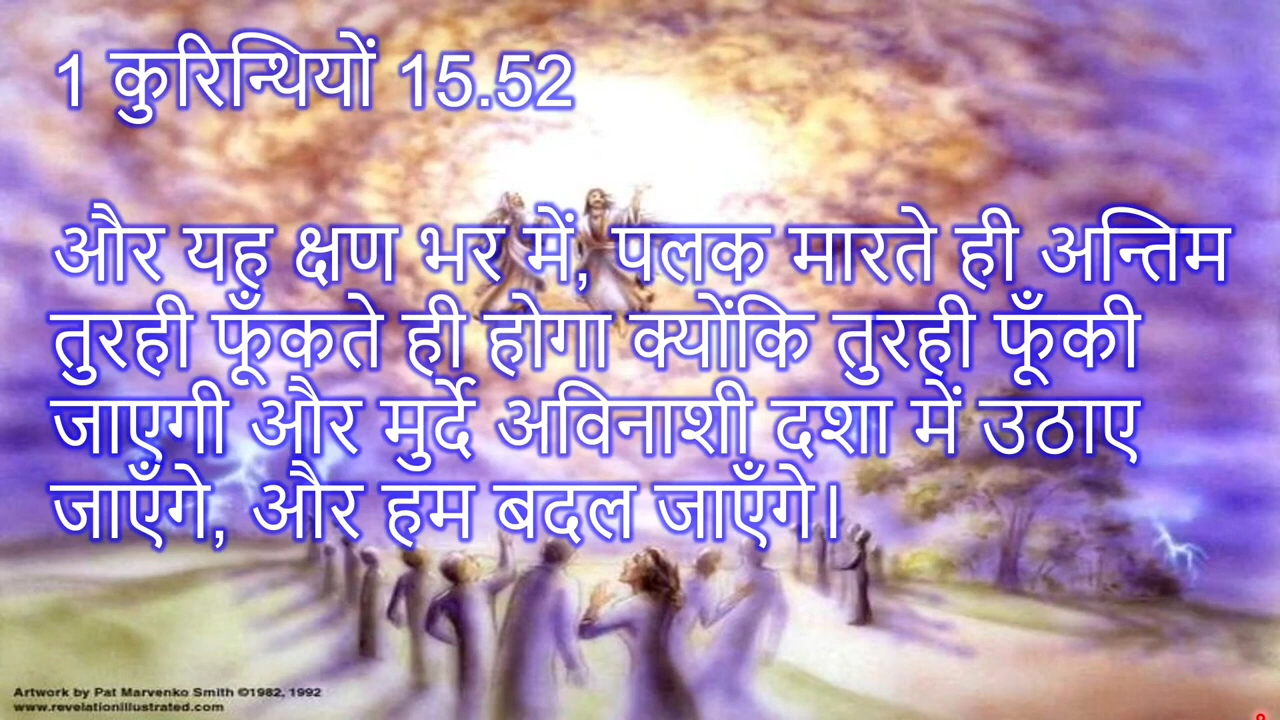 1 कुरिन्थियों 15.52
और यह क्षण भर में, पलक मारते ही अन्तिम
तुरही फूँकते ही होगा क्योंकि तुरही फूँकी
जाएगी और मुर्दे अविनाशी दशा में उठाए
जाएँगे, और हम बदल जाएँगे।
Artwork by Pat Marvenko Smith ©1982, 1992
www.revelationillustrated.com